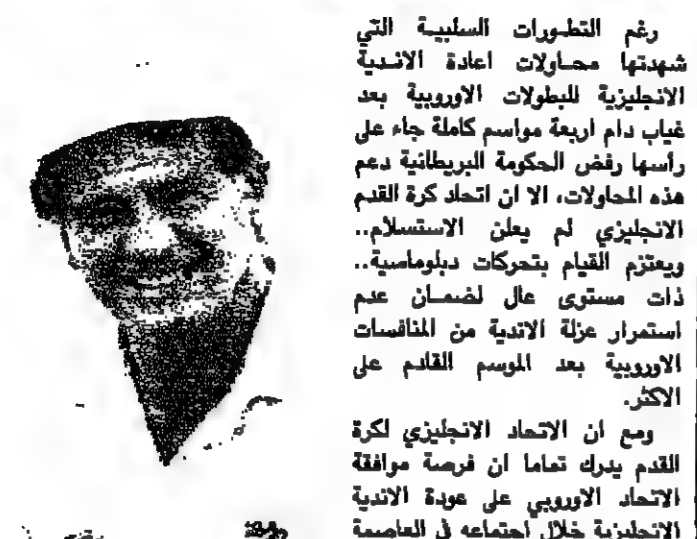 رغم التطورات السلبية التي
شهدتها محاولات اعادة الاندية
الانجليزية للبطولات الاوروبية بعد
غياب دام اربعة مواسم كاملة جاء على
راسها رفض الحكومة البريطانية دعم
هذه المحاولات، الا ان اتحاد كرة القدم
الانجليزي لم يعلن الاستسلام..
ويعتزم القيام بتحركات دبلوماسية..
ذات مستوى عال لضمان عدم
استمرار عزلة الاندية من المنافسات
الاوروبية بعد الموسم القادم على
الاكثر.
ومع ان الاتحاد الانجليزي لكرة
القدم يدرك تماما ان فرصة موافقة
الاتحاد الاوروبي على عودة الاندية
الانجليزية خلال اجتماعه في العاصمة